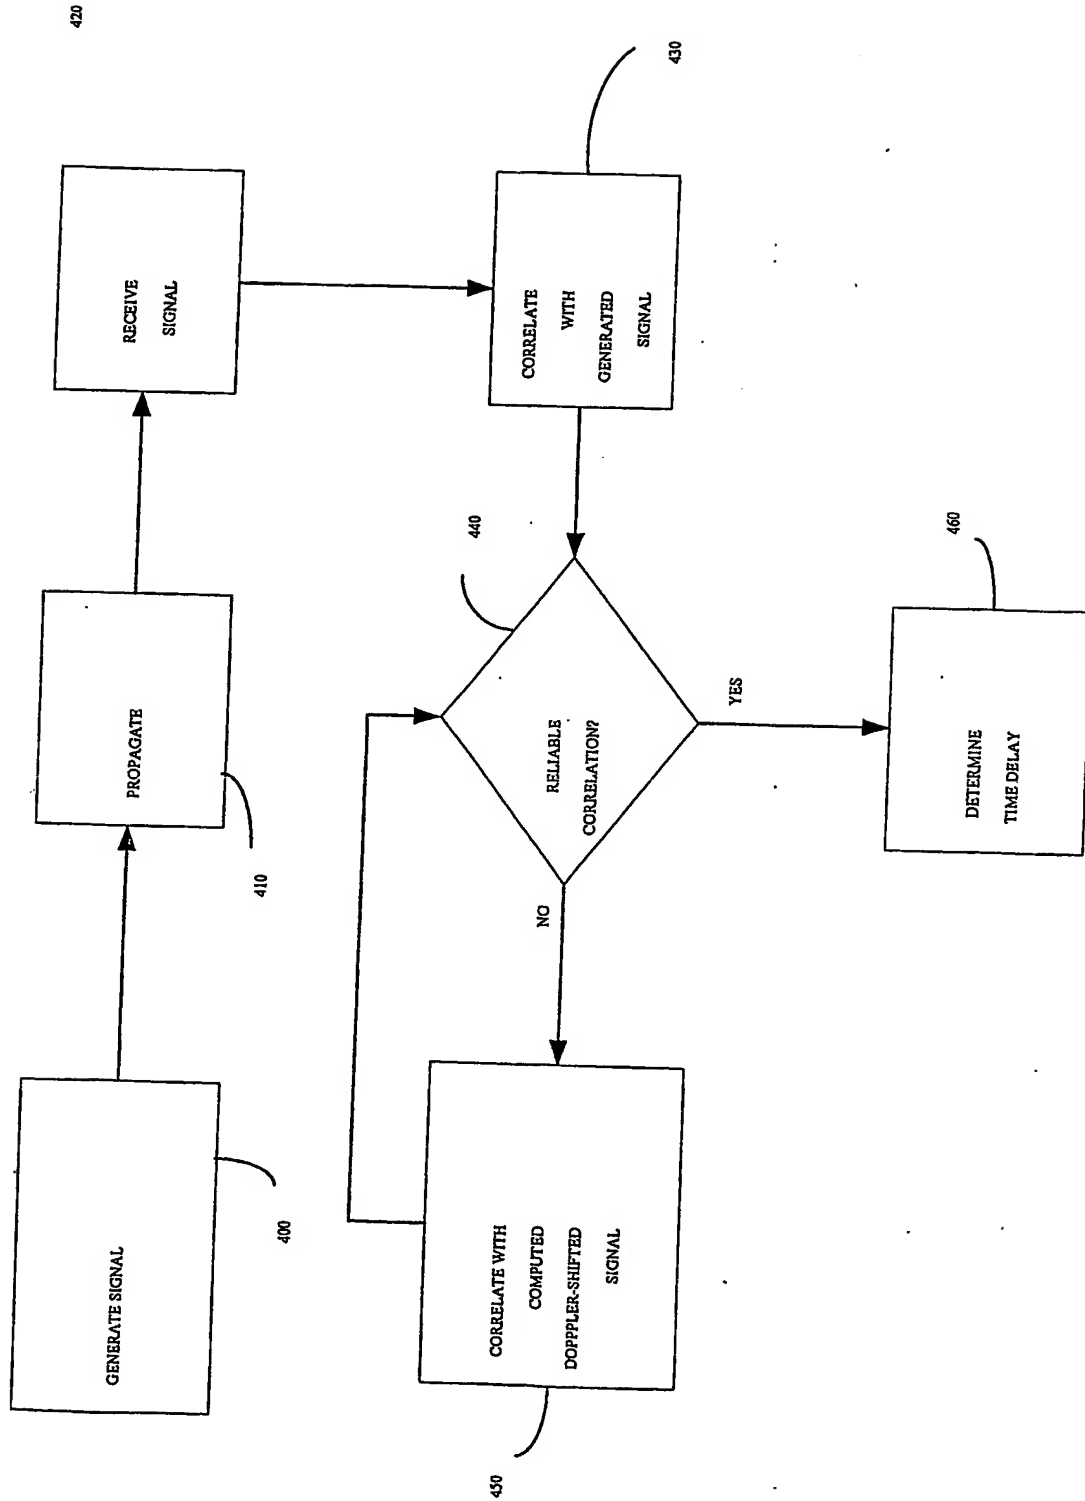 GENERATE SIGNAL
400
PROPAGATE
410
RECEIVE
SIGNAL
420
CORRELATE
WITH
GENERATED
SIGNAL
430
440
RELIABLE
CORRELATION?
NO
YES
CORRELATE WITH
COMPUTED
DOPPPLER-SHIFTED
SIGNAL
450
DETERMINE
TIME DELAY
460